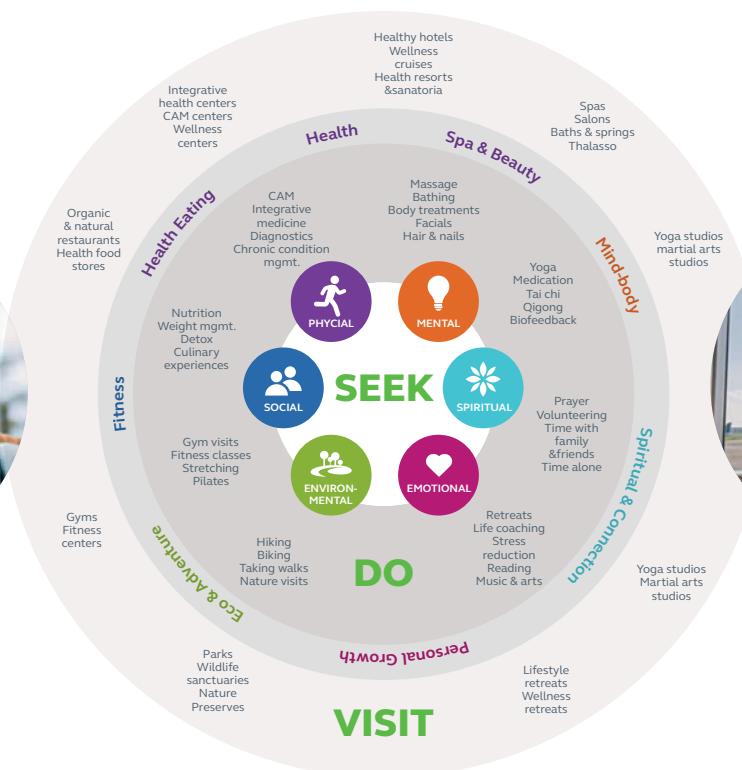 Healthy hotels
Wellness
cruises
Health resorts
&sanatoria
Spas
Salons
Baths & springs
Thalasso
Yoga studios
martial arts
studios
Yoga studios
Martial arts
studios
Lifestyle
retreats
Wellness
retreats
VISIT
Parks
Wildlife
sanctuaries
Nature
Preserves
Gyms
Fitness
centers
Organic
& natural
restaurants
Health food
stores
Integrative
health centers
CAM centers
Wellness
centers
Health
Spa & Beauty
Mind-body
Spiritual & Connection
Personal Growth
Eco & Adventure
Fitness
Health Eating
CAM
Integrative
medicine
Diagnostics
Chronic condition
mgmt.
Massage
Bathing
Body treatments
Facials
Hair & nails
Yoga
Medication
Tai chi
Qigong
Biofeedback
Prayer
Volunteering
Time with
family
&friends
Time alone
Retreats
Life coaching
Stress
reduction
Reading
Music & arts
DO
Hiking
Biking
Taking walks
Nature visits
Gym visits
Fitness classes
Stretching
Pilates
Nutrition
Weight mgmt.
Detox
Culinary
experiences
PHYCIAL
MENTAL
SPIRITUAL
EMOTIONAL
ENVIRON-
MENTAL
SOCIAL
SEEK